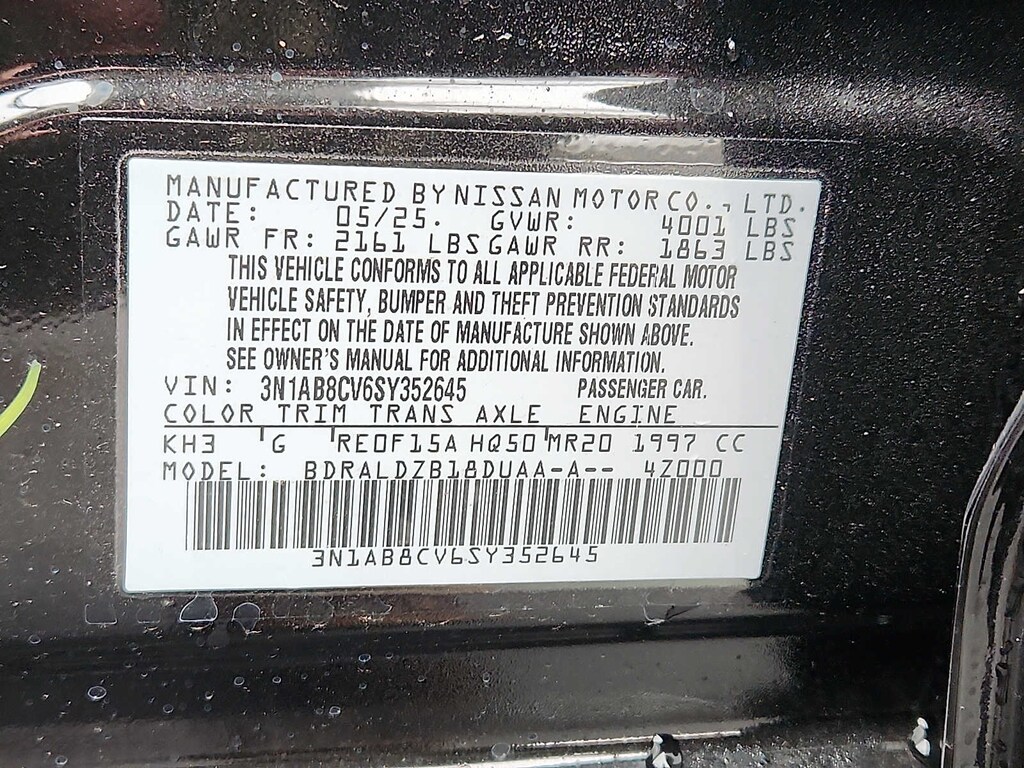 MANUFACTURED BY NISSAN MOTOR CO., LTD.
DATE: 05/25. GVWR: 4001 LBS
GAWR FR: 2161 LBS GAWR RR: 1863 LBS
THIS VEHICLE CONFORMS TO ALL APPLICABLE FEDERAL MOTOR
VEHICLE SAFETY, BUMPER AND THEFT PREVENTION STANDARDS
IN EFFECT ON THE DATE OF MANUFACTURE SHOWN ABOVE.
SEE OWNER'S MANUAL FOR ADDITIONAL INFORMATION.
VIN: 3N1AB8CV6SY352645 PASSENGER CAR.
COLOR TRIM TRANS AXLE ENGINE
KH3 G RE0F15A HQ50 MR20 1997 CC
MODEL: BDRALDZB18DUAA-A-- 4Z000
3N1AB8CV6SY352645